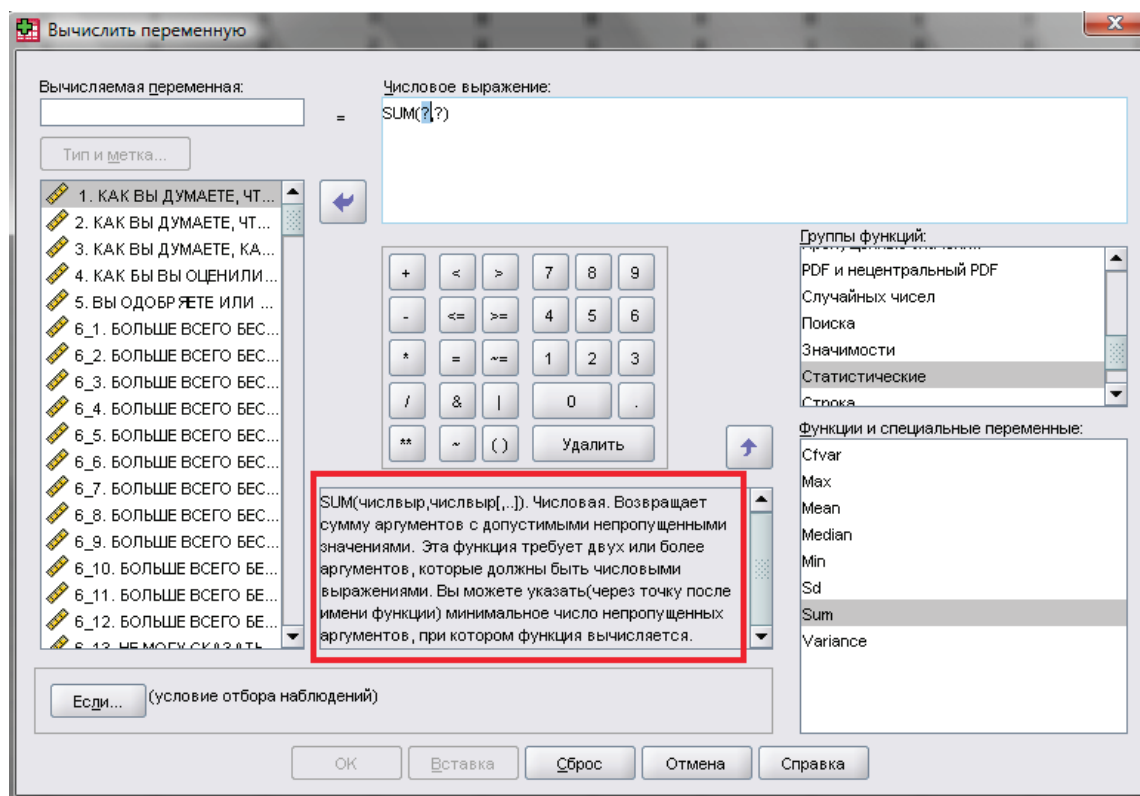 Вычислить переменную
Вычисляемая переменная:
Числовое выражение:
=
SUM(?,?)
Тип и метка...
1. КАК ВЫ ДУМАЕТЕ, ЧТ...
2. КАК ВЫ ДУМАЕТЕ, ЧТ...
3. КАК ВЫ ДУМАЕТЕ, КА...
4. КАК БЫ ВЫ ОЦЕНИЛИ...
5. ВЫ ОДОБРЯЕТЕ ИЛИ ...
6_1. БОЛЬШЕ ВСЕГО БЕС...
6_2. БОЛЬШЕ ВСЕГО БЕС...
6_3. БОЛЬШЕ ВСЕГО БЕС...
6_4. БОЛЬШЕ ВСЕГО БЕС...
6_5. БОЛЬШЕ ВСЕГО БЕС...
6_6. БОЛЬШЕ ВСЕГО БЕС...
6_7. БОЛЬШЕ ВСЕГО БЕС...
6_8. БОЛЬШЕ ВСЕГО БЕС...
6_9. БОЛЬШЕ ВСЕГО БЕС...
6_10. БОЛЬШЕ ВСЕГО БЕ...
6_11. БОЛЬШЕ ВСЕГО БЕ...
6_12. БОЛЬШЕ ВСЕГО БЕ...
6_13. НЕ МОГУ СКАЗАТЬ
+ < > 7 8 9
- <= >= 4 5 6
* = ~= 1 2 3
/ & | 0 .
** ~ ( ) Удалить
SUM(числвыр,числвыр[,..]). Числовая. Возвращает
сумму аргументов с допустимыми непропущенными
значениями. Эта функция требует двух или более
аргументов, которые должны быть числовыми
выражениями. Вы можете указать(через точку после
имени функции) минимальное число непропущенных
аргументов, при котором функция вычисляется.
Группы функций:
PDF и нецентральный PDF
Случайных чисел
Поиска
Значимости
Статистические
Строка
Функции и специальные переменные:
Cfvar
Max
Mean
Median
Min
Sd
Sum
Variance
Если... (условие отбора наблюдений)
OK Вставка Сброс Отмена Справка